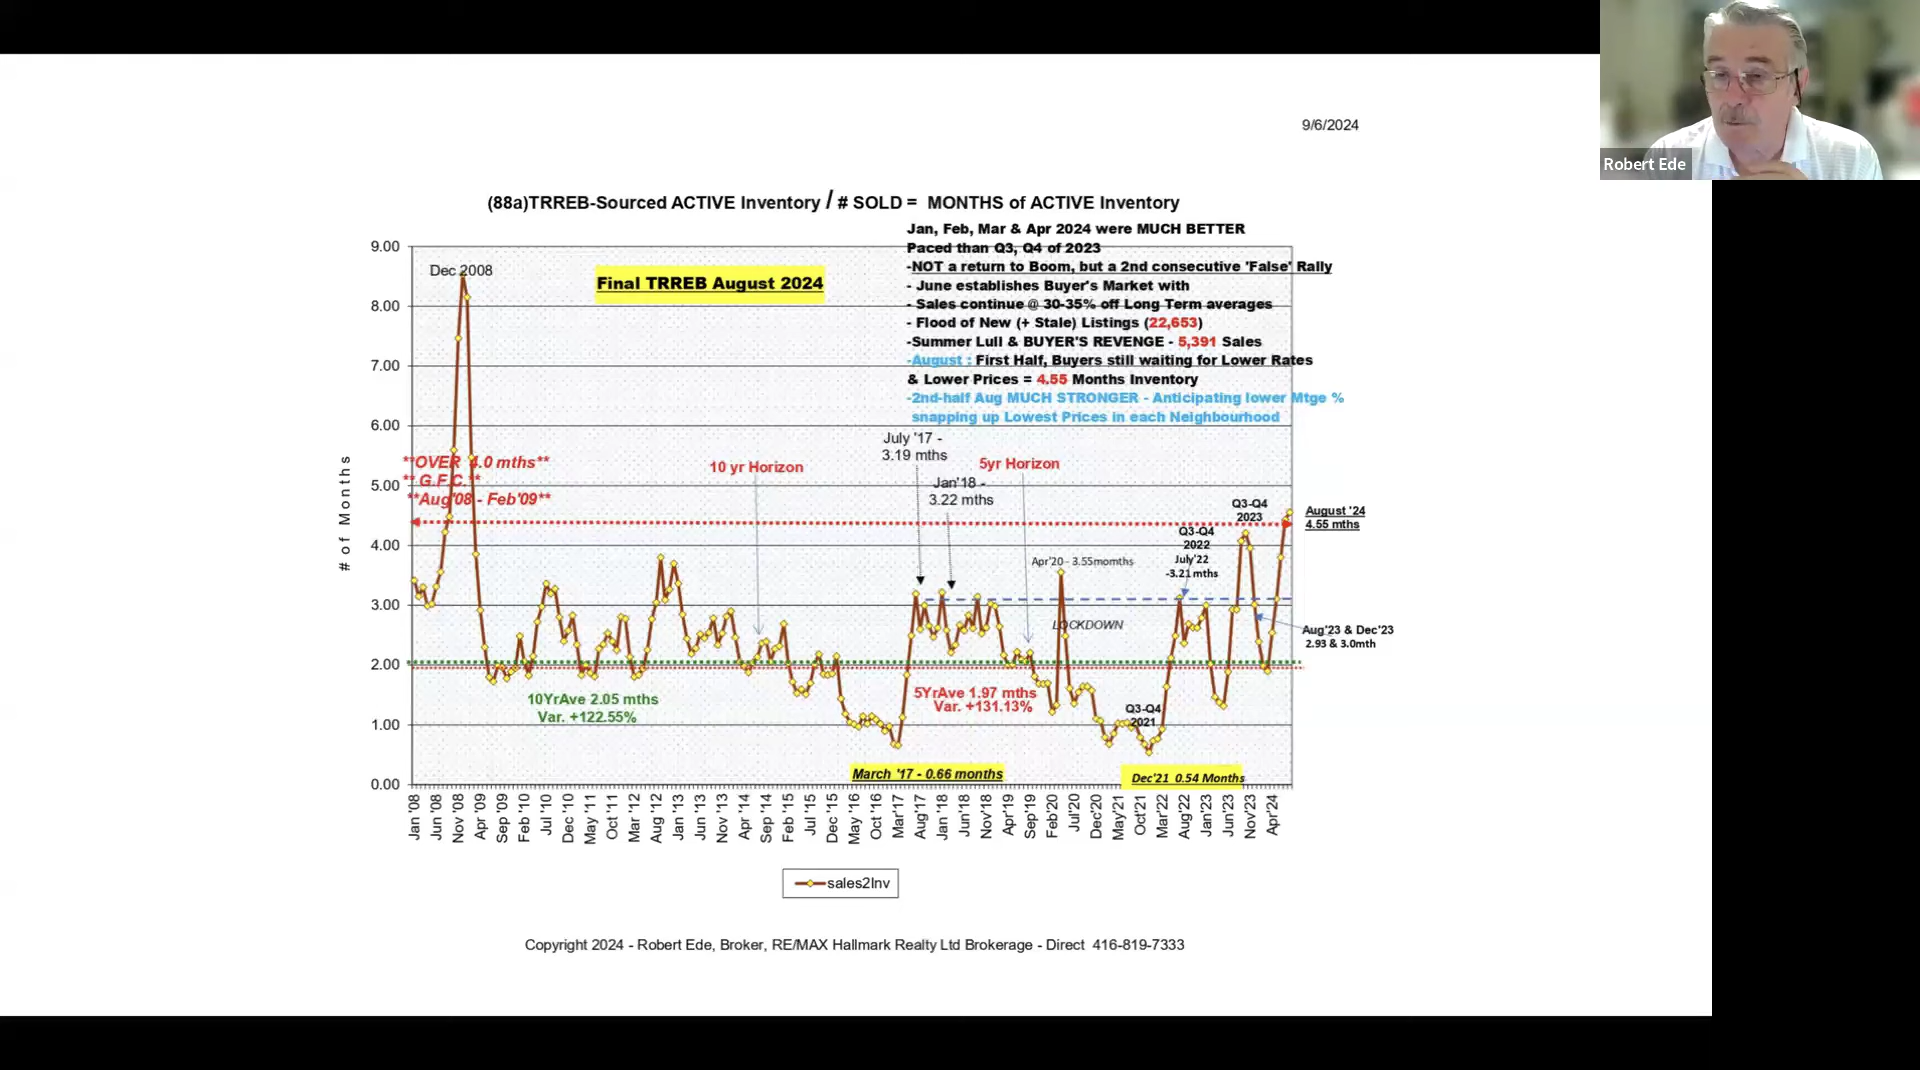 Robert Ede
9/6/2024
(88a)TRREB-Sourced ACTIVE Inventory / # SOLD = MONTHS of ACTIVE Inventory
Jan, Feb, Mar & Apr 2024 were MUCH BETTER
Paced than Q3, Q4 of 2023
-NOT a return to Boom, but a 2nd consecutive 'False' Rally
- June establishes Buyer's Market with
- Sales continue @ 30-35% off Long Term averages
- Flood of New (+ Stale) Listings (22,653)
-Summer Lull & BUYER'S REVENGE - 5,391 Sales
-August : First Half, Buyers still waiting for Lower Rates
& Lower Prices = 4.55 Months Inventory
-2nd-half Aug MUCH STRONGER - Anticipating lower Mtge %
snapping up Lowest Prices in each Neighbourhood
Final TRREB August 2024
Dec 2008
9.00
8.00
7.00
6.00
5.00
4.00
3.00
2.00
1.00
0.00
# of Months
**OVER 4.0 mths**
** G.F.C.**
**Aug'08 - Feb'09**
10 yr Horizon
July '17 -
3.19 mths
5yr Horizon
Jan'18 -
3.22 mths
Q3-Q4
2023
August '24
4.55 mths
Q3-Q4
2022
July'22
-3.21 mths
Apr'20 - 3.55momths
LOCKDOWN
Aug'23 & Dec'23
2.93 & 3.0mth
10YrAve 2.05 mths
Var. +122.55%
5YrAve 1.97 mths
Var. +131.13%
Q3-Q4
2021
March '17 - 0.66 months
Dec'21 0.54 Months
Jan '08
Jun '08
Nov '08
Apr '09
Sep '09
Feb '10
Jul '10
Dec '10
May '11
Oct '11
Mar '12
Aug '12
Jan '13
Jun '13
Nov '13
Apr '14
Sep '14
Feb '15
Jul '15
Dec '15
May '16
Oct '16
Mar'17
Aug'17
Jan '18
Jun'18
Nov'18
Apr'19
Sep'19
Feb'20
Jul'20
Dec'20
May'21
Oct'21
Mar'22
Aug'22
Jan'23
Jun'23
Nov'23
Apr'24
sales2Inv
Copyright 2024 - Robert Ede, Broker, RE/MAX Hallmark Realty Ltd Brokerage - Direct 416-819-7333